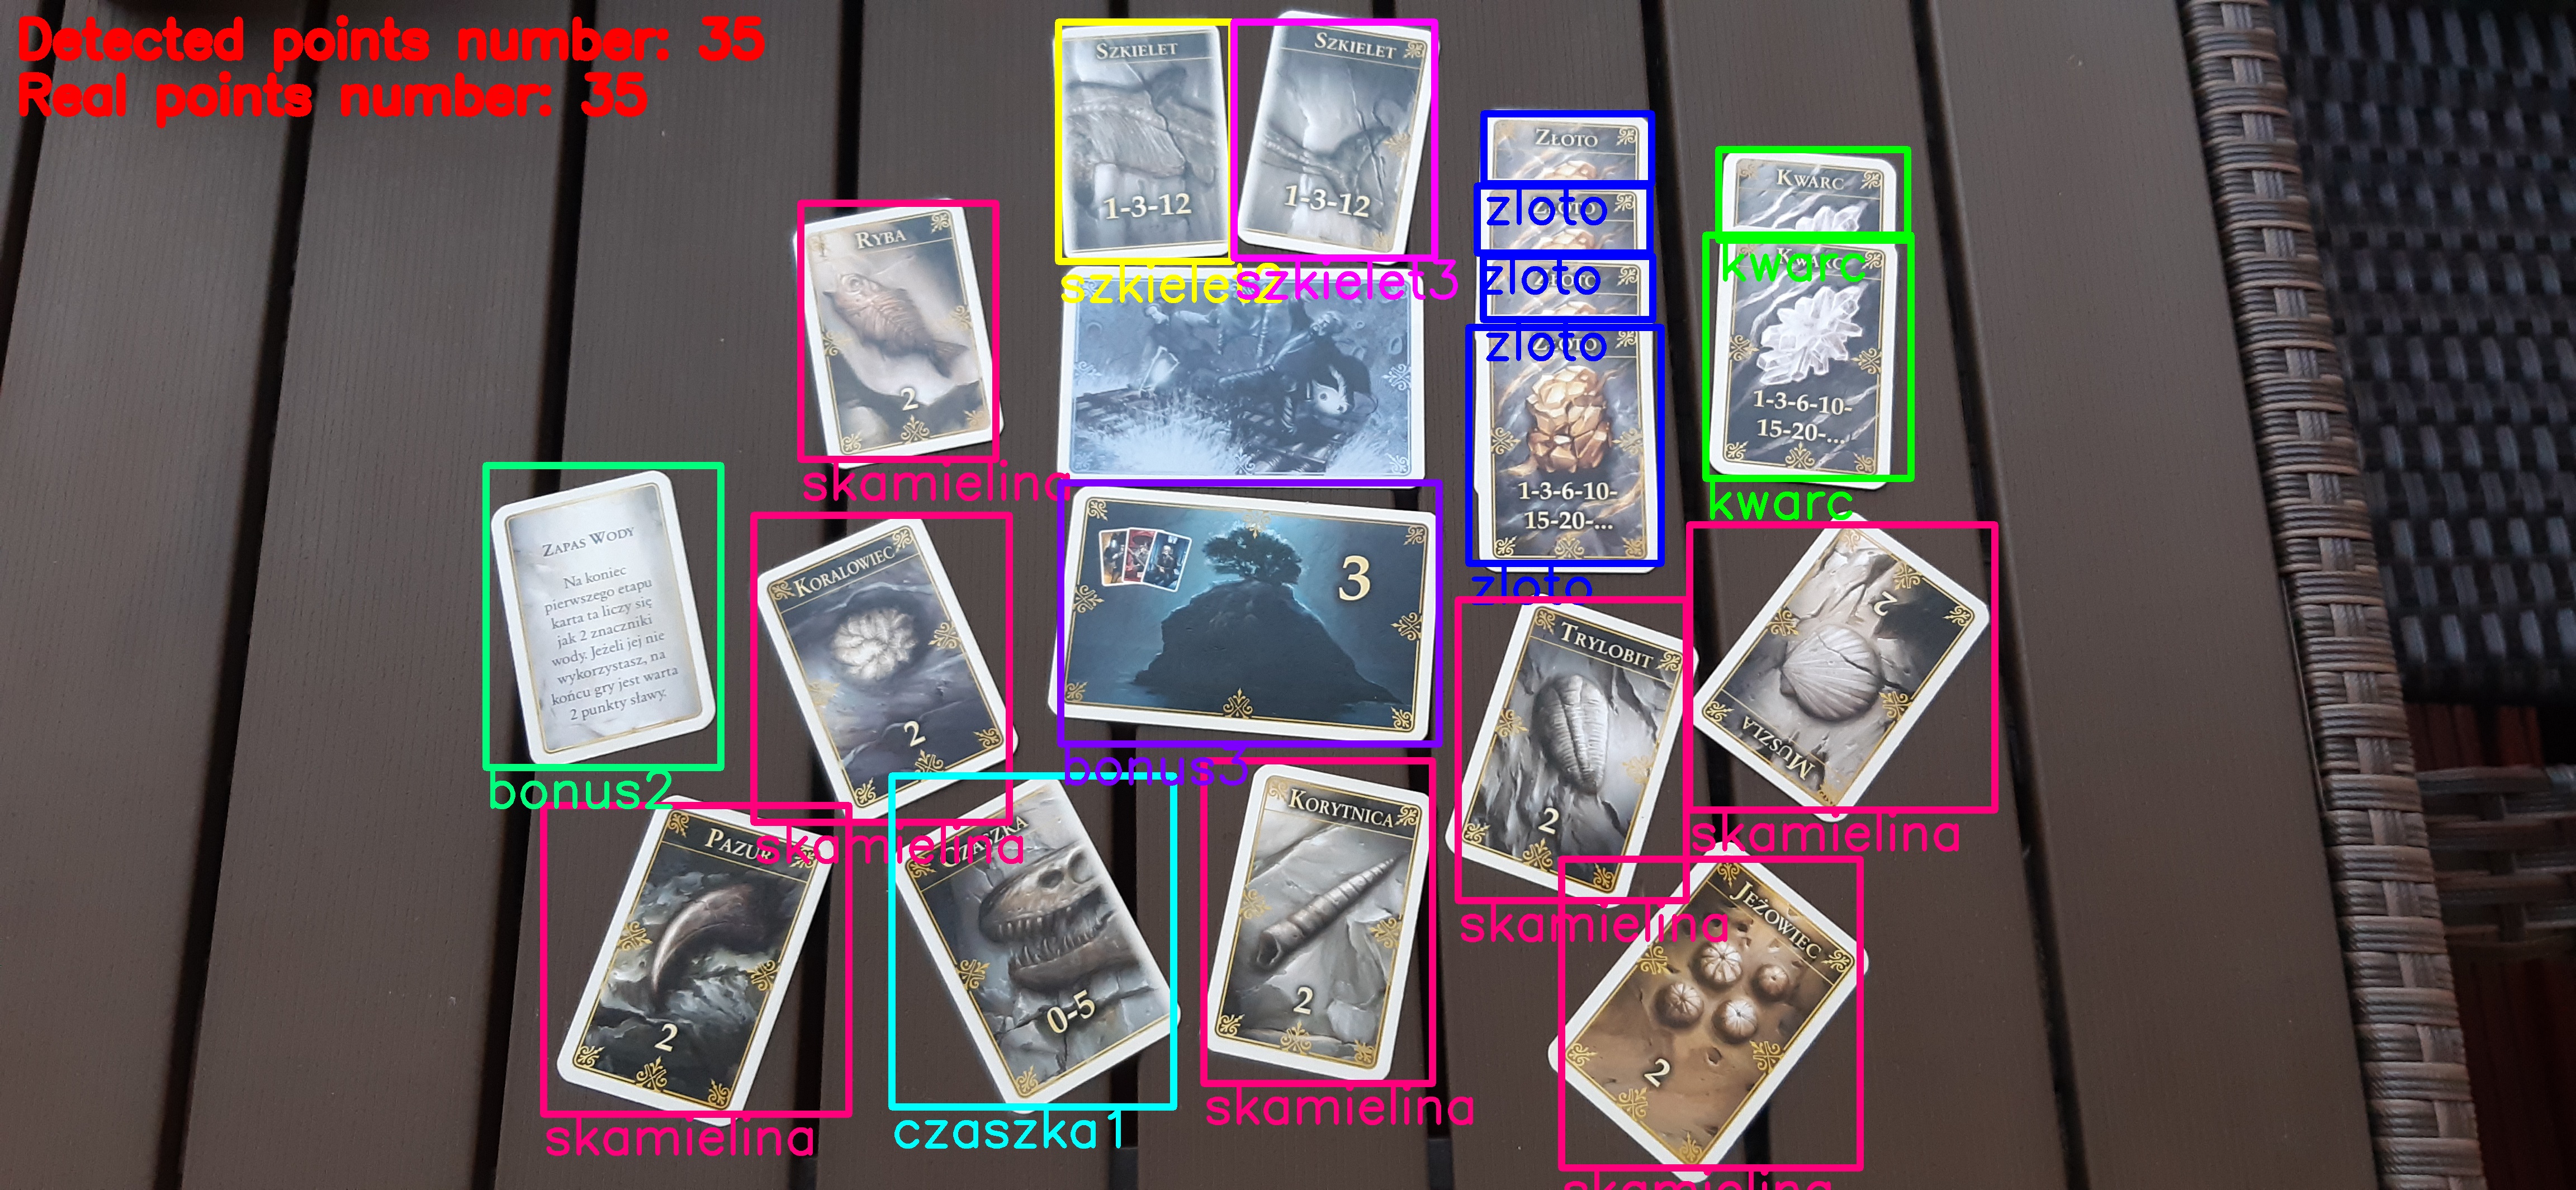 Detected points number: 35
Real points number: 35
SZKIELET
1-3-12
szkielet2
SZKIELET
1-3-12
szkielet3
ZŁOTO
zloto
zloto
zloto
ZŁOTO
1-3-6-10-
15-20-...
zloto
KWARC
kwarc
KWARC
1-3-6-10-
15-20-...
kwarc
RYBA
2
skamielina
ZAPAS WODY
Na koniec
pierwszego etapu
karta ta liczy się
jak 2 znaczniki
wody. Jeżeli jej nie
wykorzystasz, na
końcu gry jest warta
2 punkty sławy.
bonus2
KORALOWIEC
2
skamielina
3
bonus3
TRYLOBIT
2
skamielina
MUSZLA
2
skamielina
PAZUR
2
skamielina
CZASZKA
0-5
czaszka1
KORYTNICA
2
skamielina
JEŻOWIEC
2
skamielina